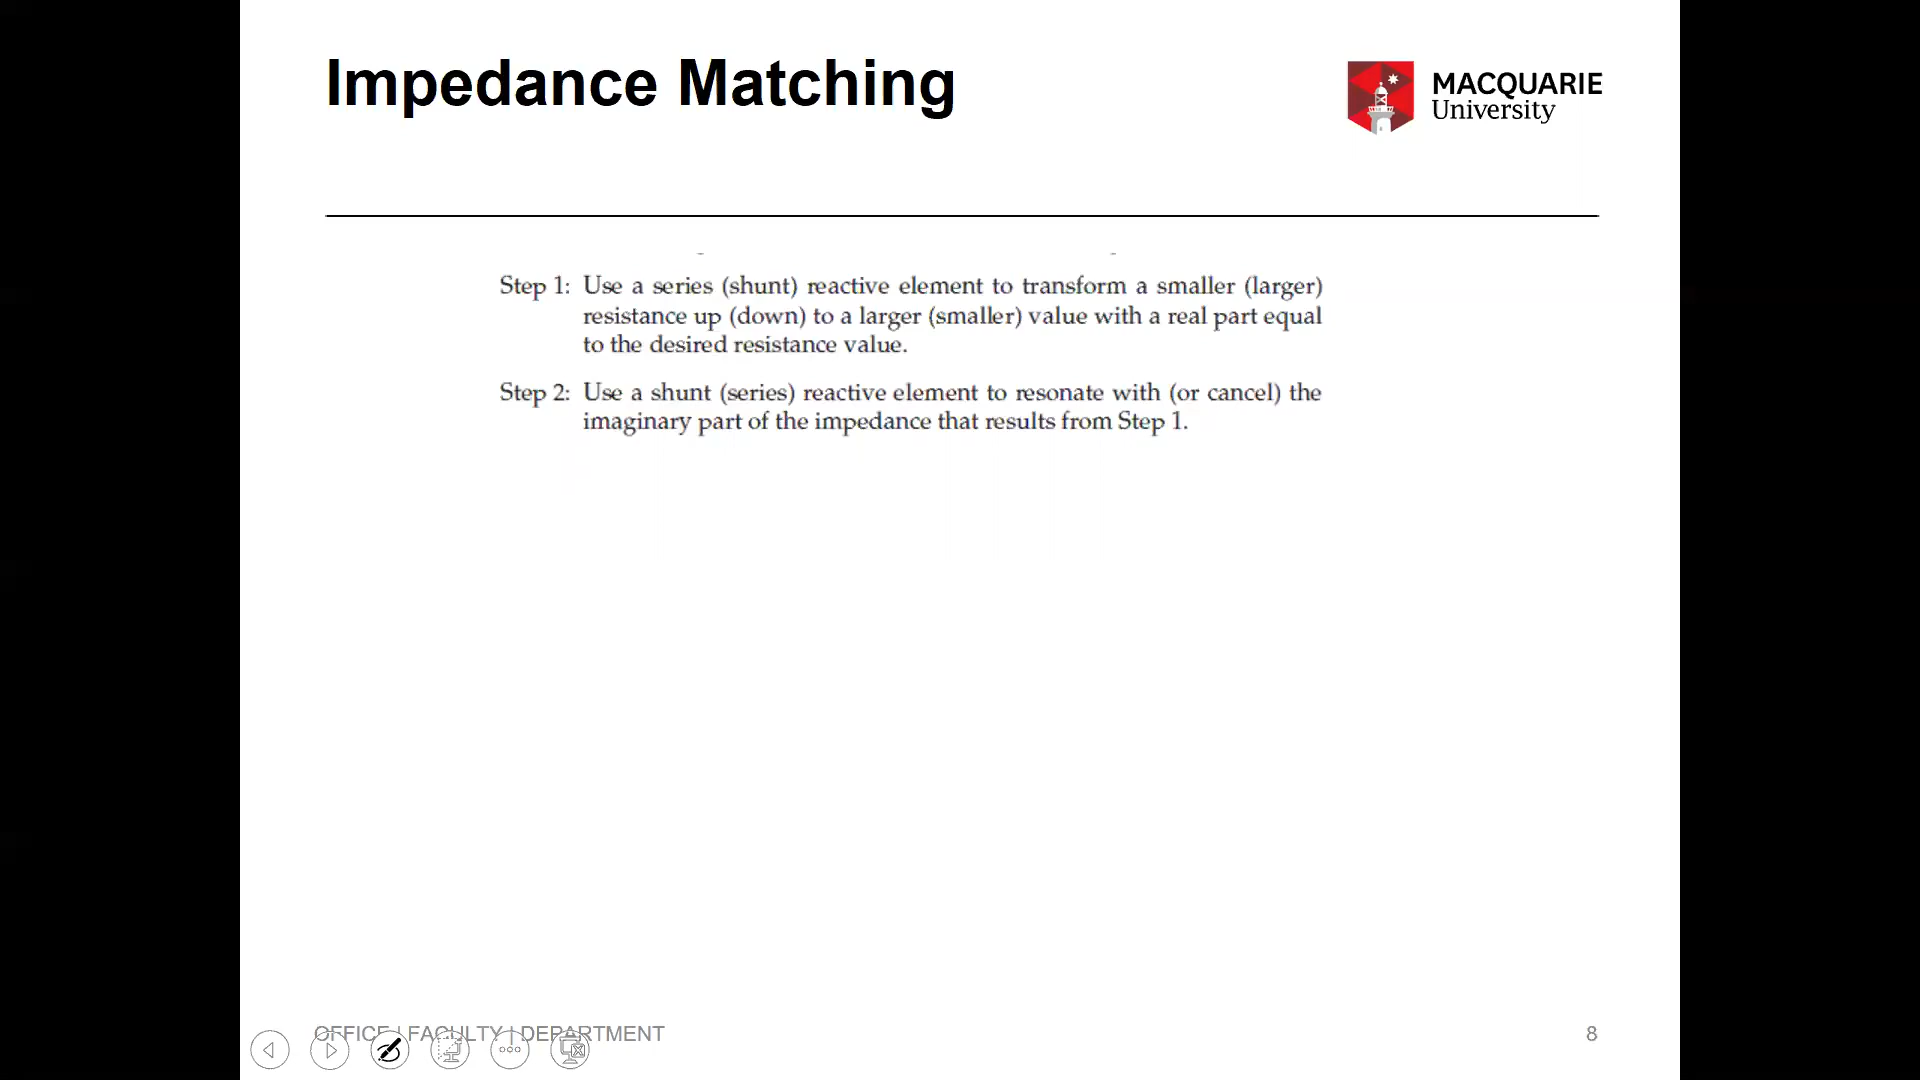 Impedance Matching
MACQUARIE
University
Step 1: Use a series (shunt) reactive element to transform a smaller (larger)
resistance up (down) to a larger (smaller) value with a real part equal
to the desired resistance value.
Step 2: Use a shunt (series) reactive element to resonate with (or cancel) the
imaginary part of the impedance that results from Step 1.
OFFICE | FACULTY | DEPARTMENT
8